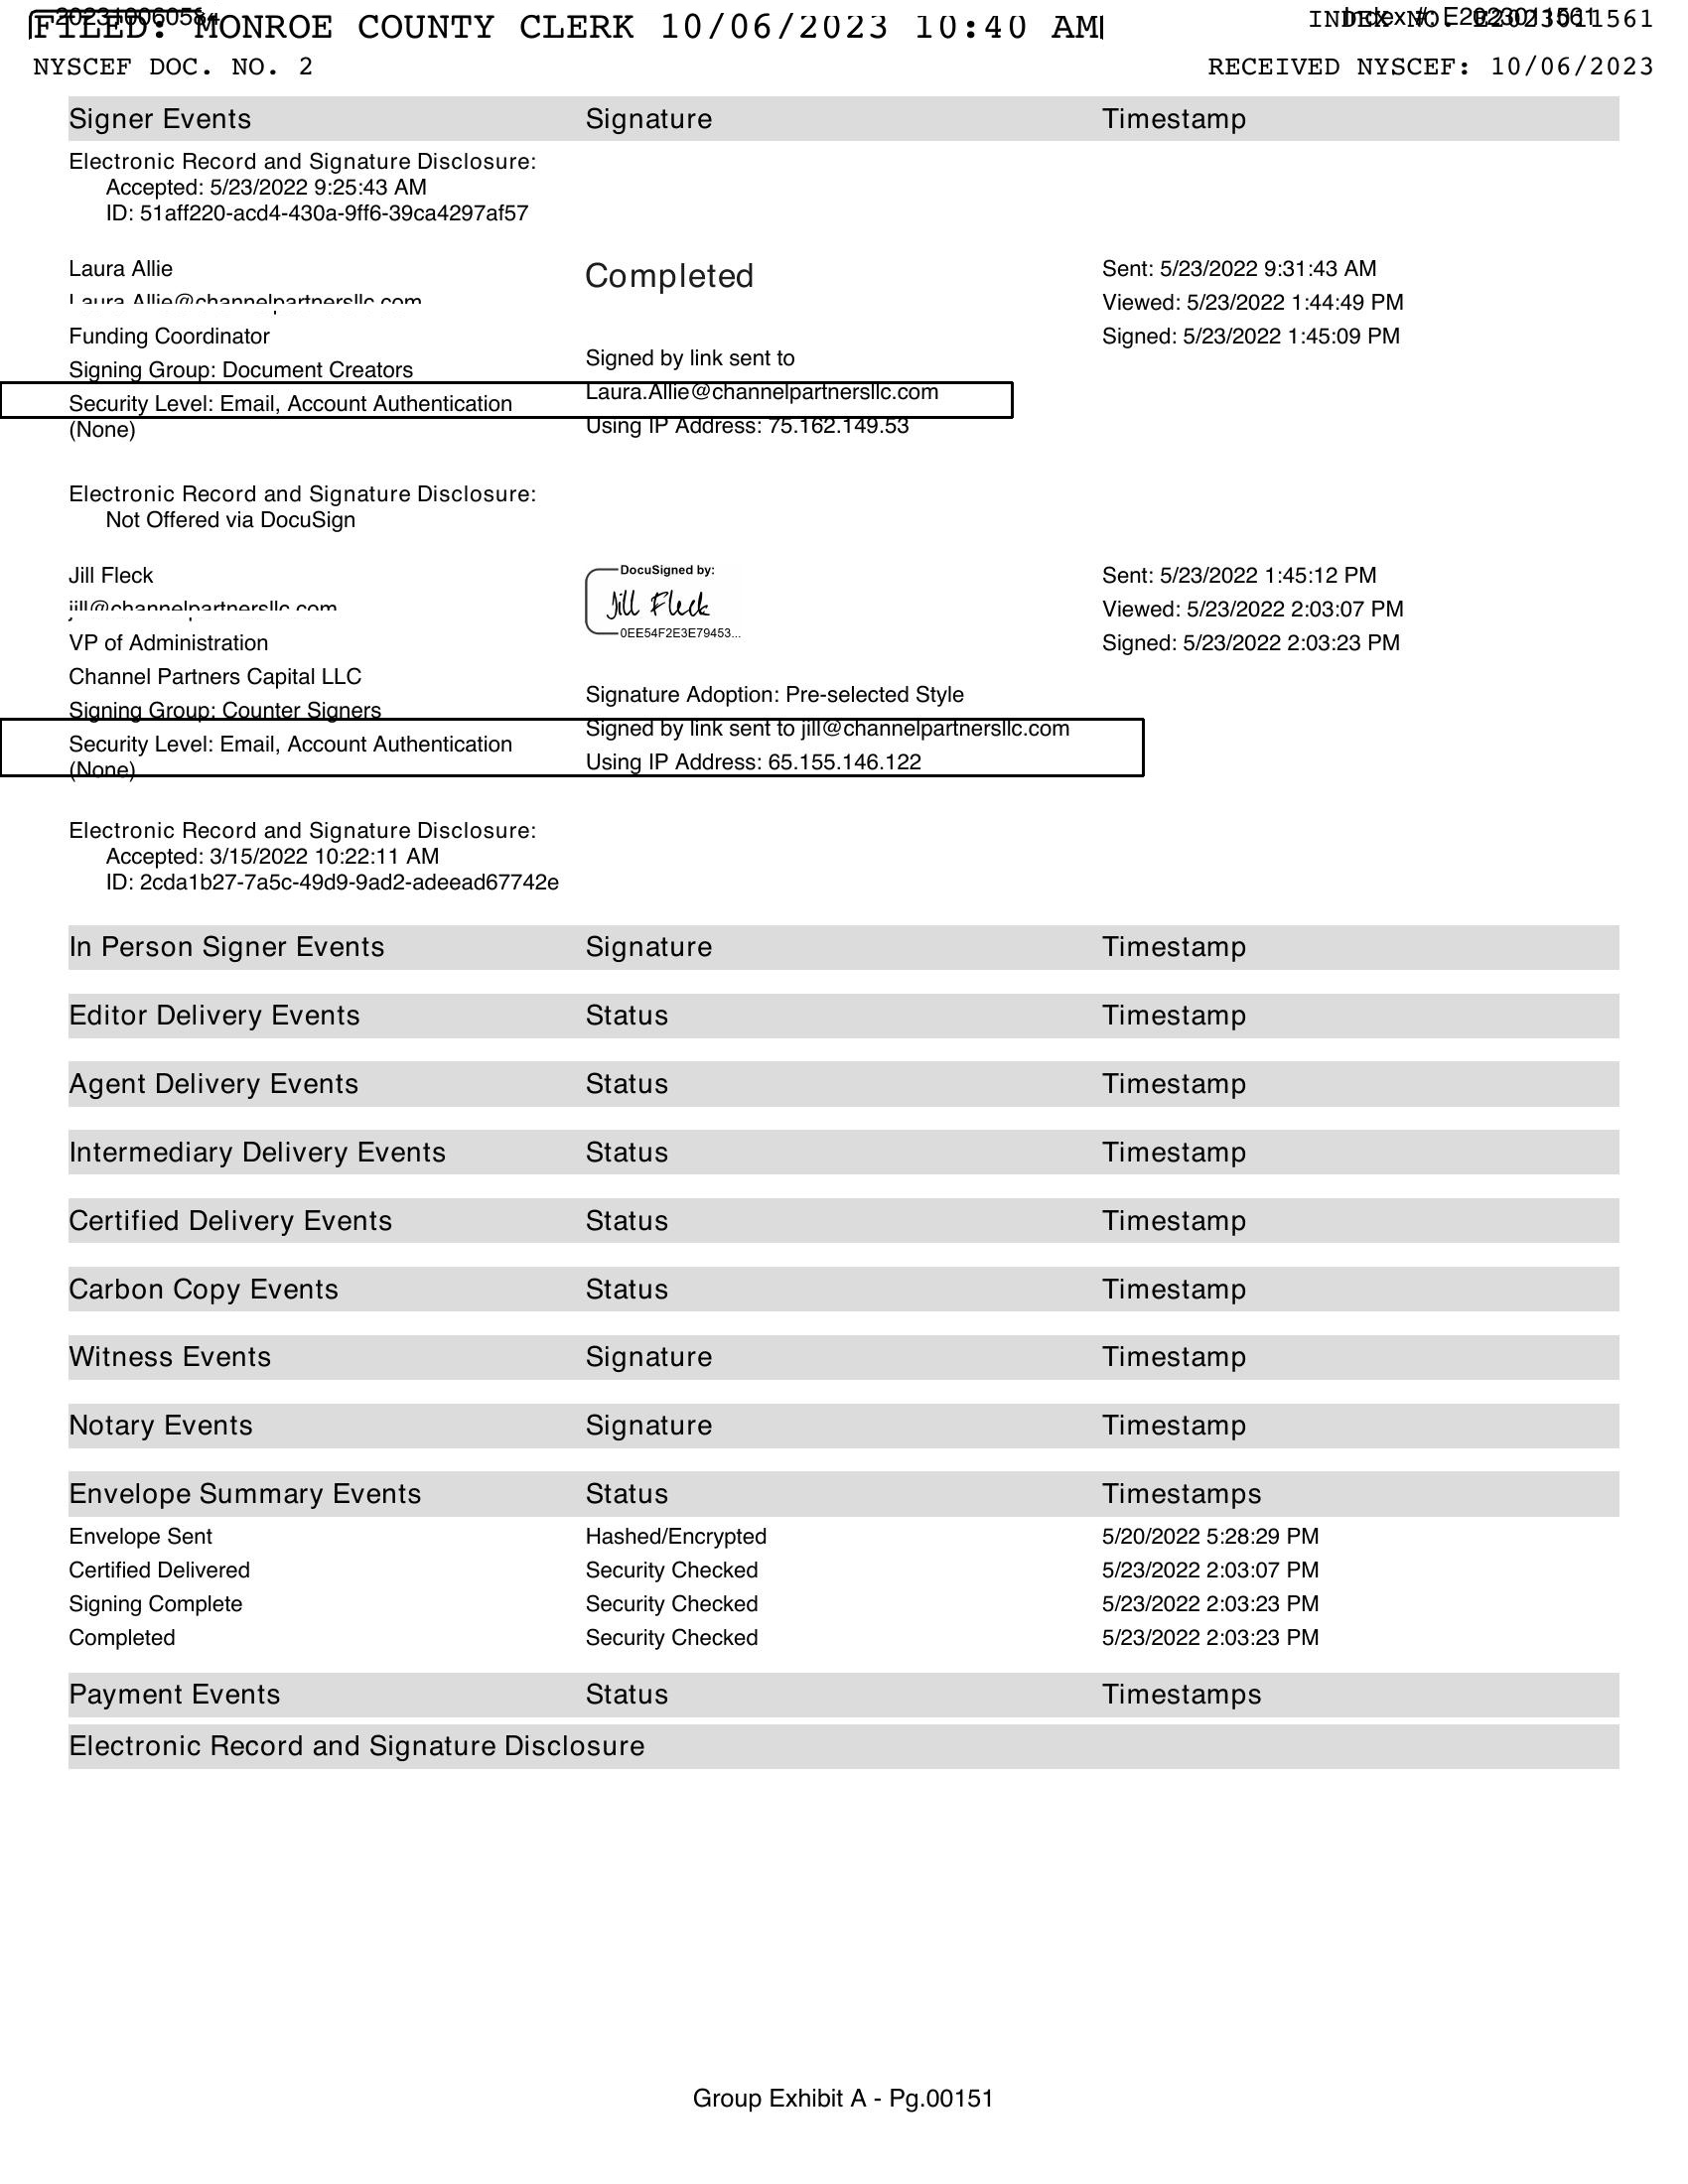 202310060584
Index #: E2023011561
FILED: MONROE COUNTY CLERK 10/06/2023 10:40 AM
INDEX NO. E2023011561
NYSCEF DOC. NO. 2
RECEIVED NYSCEF: 10/06/2023
Signer Events Signature Timestamp
Electronic Record and Signature Disclosure:
Accepted: 5/23/2022 9:25:43 AM
ID: 51aff220-acd4-430a-9ff6-39ca4297af57
Laura Allie Completed Sent: 5/23/2022 9:31:43 AM
Laura.Allie@channelpartnersllc.com Viewed: 5/23/2022 1:44:49 PM
Funding Coordinator Signed: 5/23/2022 1:45:09 PM
Signed by link sent to
Signing Group: Document Creators
Laura.Allie@channelpartnersllc.com
Security Level: Email, Account Authentication
(None) Using IP Address: 75.162.149.53
Electronic Record and Signature Disclosure:
Not Offered via DocuSign
Jill Fleck DocuSigned by: Sent: 5/23/2022 1:45:12 PM
jill@channelpartnersllc.com Jill Fleck Viewed: 5/23/2022 2:03:07 PM
VP of Administration 0EE54F2E3E79453... Signed: 5/23/2022 2:03:23 PM
Channel Partners Capital LLC
Signature Adoption: Pre-selected Style
Signing Group: Counter Signers
Signed by link sent to jill@channelpartnersllc.com
Security Level: Email, Account Authentication
(None) Using IP Address: 65.155.146.122
Electronic Record and Signature Disclosure:
Accepted: 3/15/2022 10:22:11 AM
ID: 2cda1b27-7a5c-49d9-9ad2-adeead67742e
In Person Signer Events Signature Timestamp
Editor Delivery Events Status Timestamp
Agent Delivery Events Status Timestamp
Intermediary Delivery Events Status Timestamp
Certified Delivery Events Status Timestamp
Carbon Copy Events Status Timestamp
Witness Events Signature Timestamp
Notary Events Signature Timestamp
Envelope Summary Events Status Timestamps
Envelope Sent Hashed/Encrypted 5/20/2022 5:28:29 PM
Certified Delivered Security Checked 5/23/2022 2:03:07 PM
Signing Complete Security Checked 5/23/2022 2:03:23 PM
Completed Security Checked 5/23/2022 2:03:23 PM
Payment Events Status Timestamps
Electronic Record and Signature Disclosure
Group Exhibit A - Pg.00151